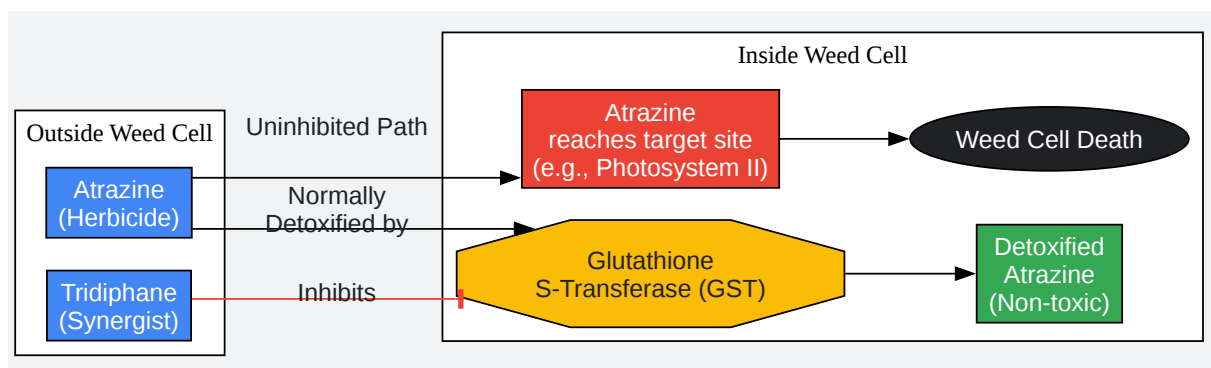 Inside Weed Cell
Outside Weed Cell
Atrazine
(Herbicide)
Tridiphane
(Synergist)
Uninhibited Path
Normally
Detoxified by
Inhibits
Atrazine
reaches target site
(e.g., Photosystem II)
Weed Cell Death
Glutathione
S-Transferase (GST)
Detoxified
Atrazine
(Non-toxic)